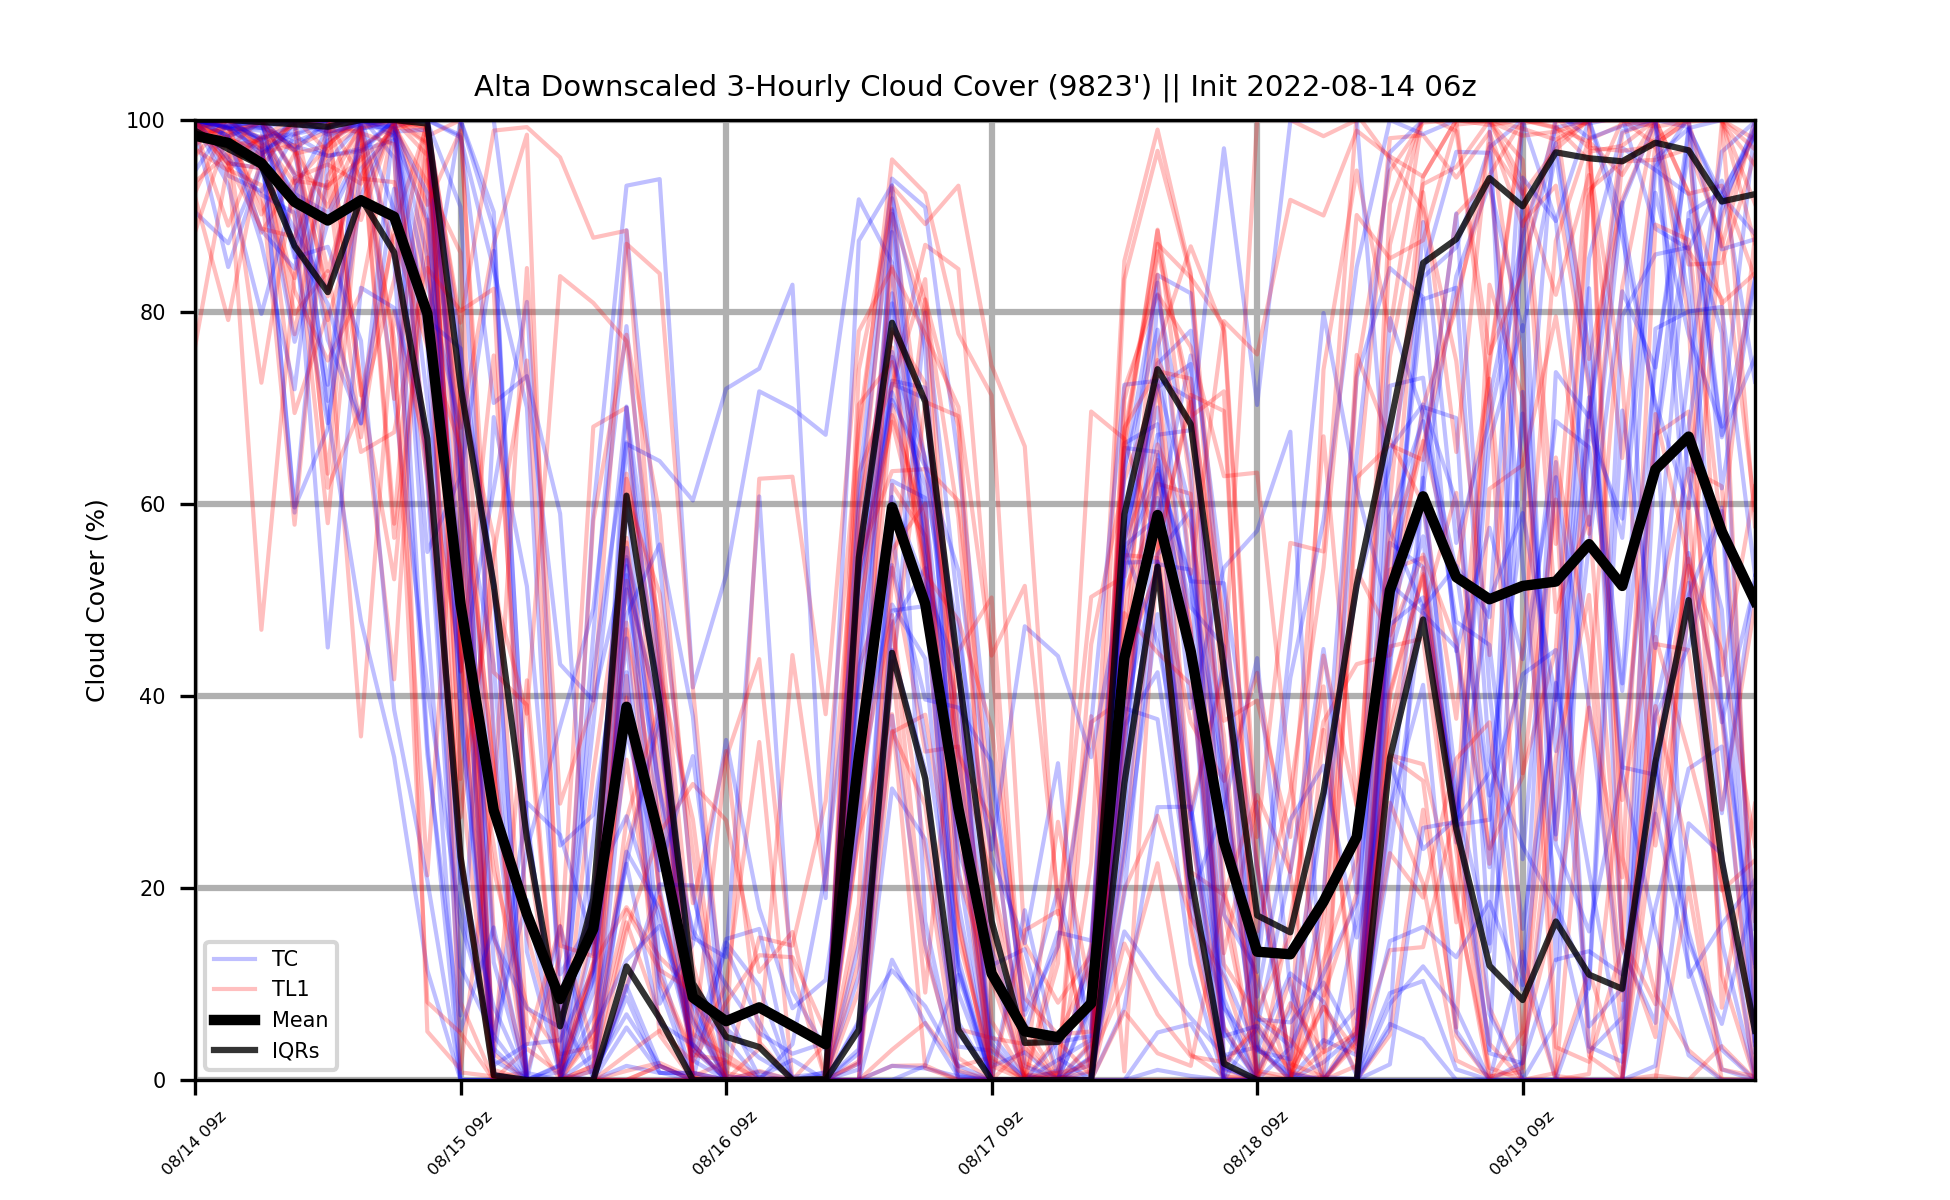 Alta Downscaled 3-Hourly Cloud Cover (9823') || Init 2022-08-14 06z
Cloud Cover (%)
100
80
60
40
20
0
TC
TL1
Mean
IQRs
08/14 09z
08/15 09z
08/16 09z
08/17 09z
08/18 09z
08/19 09z